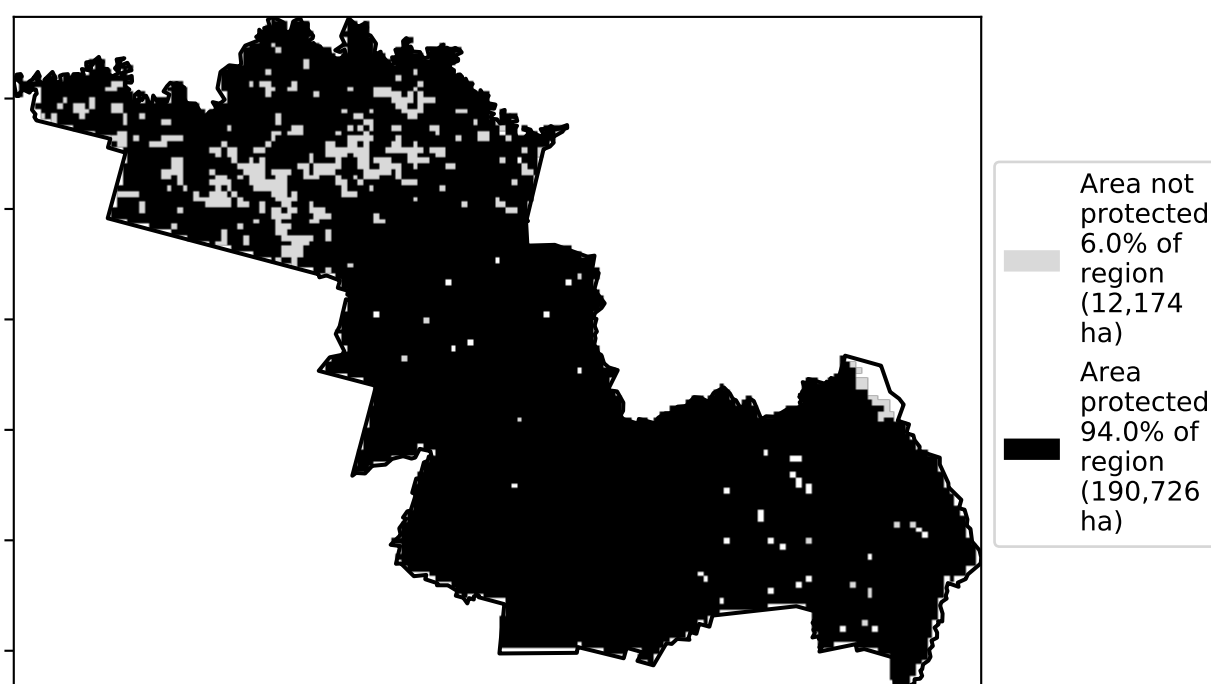 Area not
protected
6.0% of
region
(12,174
ha)
Area
protected
94.0% of
region
(190,726
ha)